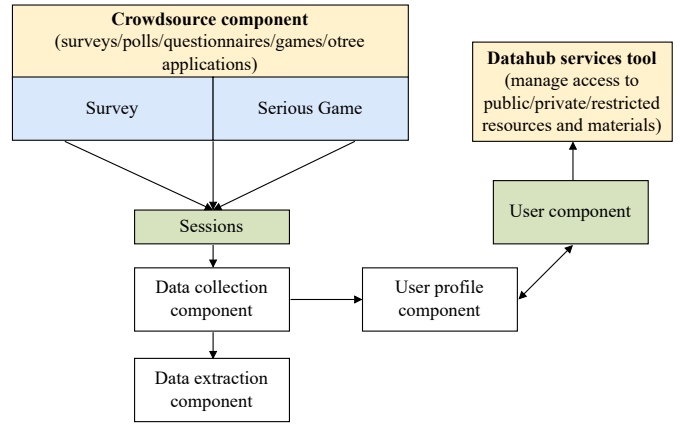 Crowdsource component
(surveys/polls/questionnaires/games/otree
applications)
Survey
Serious Game
Datahub services tool
(manage access to
public/private/restricted
resources and materials)
User component
Sessions
Data collection
component
User profile
component
Data extraction
component